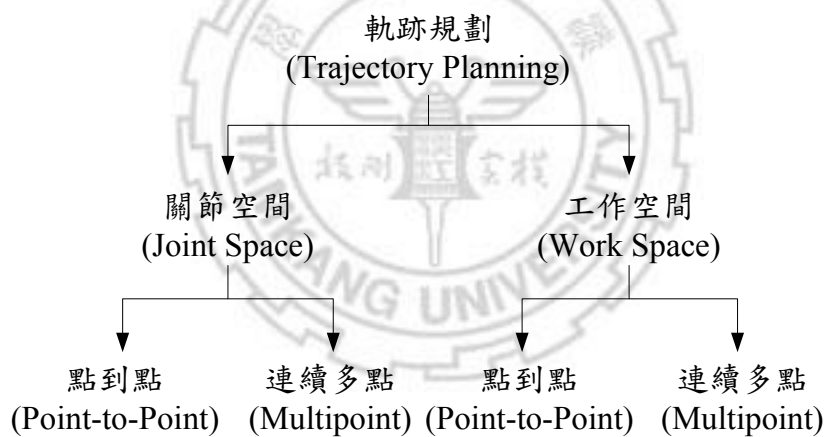 軌跡規劃
(Trajectory Planning)
關節空間
(Joint Space)
工作空間
(Work Space)
點到點
(Point-to-Point)
連續多點
(Multipoint)
點到點
(Point-to-Point)
連續多點
(Multipoint)
TAMKANG UNIVERSITY